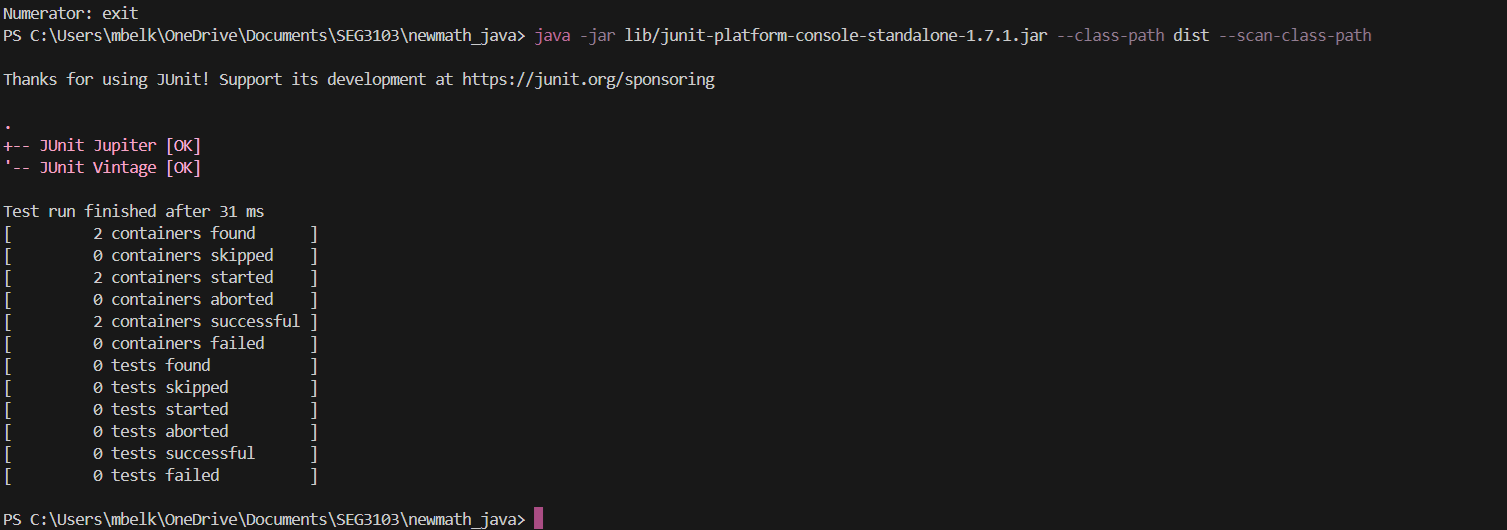 Numerator: exit
PS C:\Users\mbelk\OneDrive\Documents\SEG3103\newmath_java> java -jar lib/junit-platform-console-standalone-1.7.1.jar --class-path dist --scan-class-path
Thanks for using JUnit! Support its development at https://junit.org/sponsoring
.
+-- JUnit Jupiter [OK]
'-- JUnit Vintage [OK]
Test run finished after 31 ms
[         2 containers found      ]
[         0 containers skipped    ]
[         2 containers started    ]
[         0 containers aborted    ]
[         2 containers successful ]
[         0 containers failed     ]
[         0 tests found           ]
[         0 tests skipped         ]
[         0 tests started         ]
[         0 tests aborted         ]
[         0 tests successful      ]
[         0 tests failed          ]
PS C:\Users\mbelk\OneDrive\Documents\SEG3103\newmath_java>